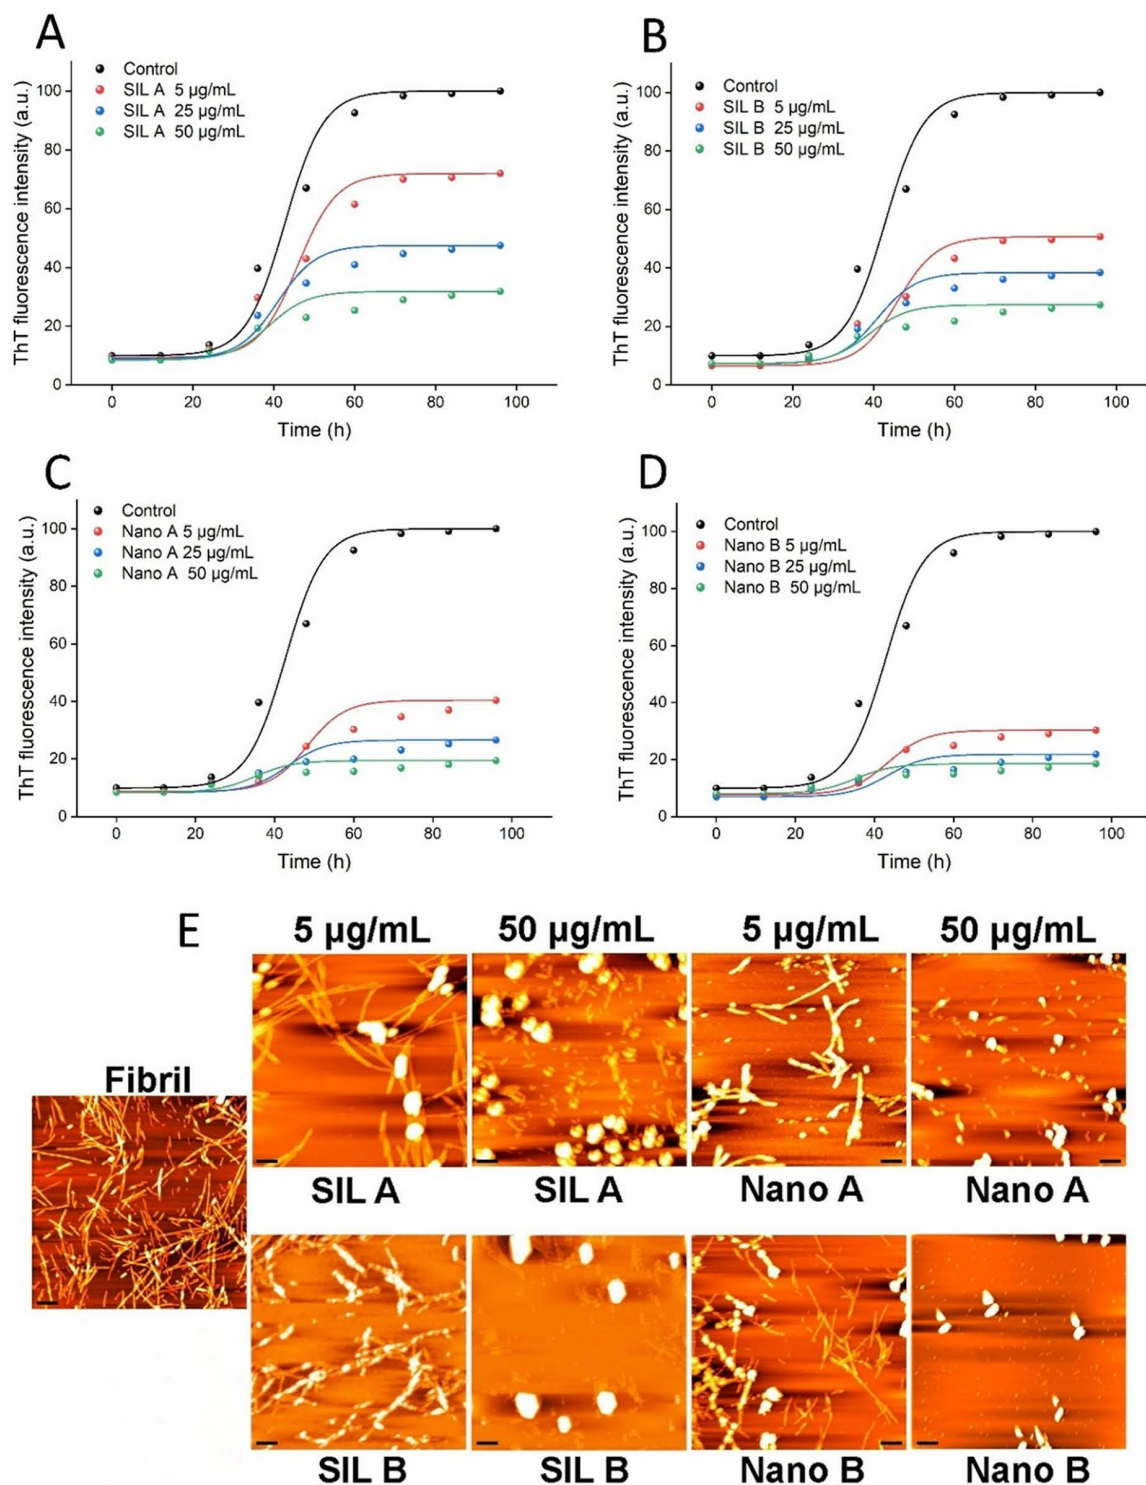 A
Control
SIL A 5 µg/mL
SIL A 25 µg/mL
SIL A 50 µg/mL
ThT fluorescence intensity (a.u.)
100
80
60
40
20
0
0 20 40 60 80 100
Time (h)
B
Control
SIL B 5 µg/mL
SIL B 25 µg/mL
SIL B 50 µg/mL
ThT fluorescence intensity (a.u.)
100
80
60
40
20
0
0 20 40 60 80 100
Time (h)
C
Control
Nano A 5 µg/mL
Nano A 25 µg/mL
Nano A 50 µg/mL
ThT fluorescence intensity (a.u.)
100
80
60
40
20
0
0 20 40 60 80 100
Time (h)
D
Control
Nano B 5 µg/mL
Nano B 25 µg/mL
Nano B 50 µg/mL
ThT fluorescence intensity (a.u.)
100
80
60
40
20
0
0 20 40 60 80 100
Time (h)
E
5 µg/mL 50 µg/mL 5 µg/mL 50 µg/mL
Fibril
SIL A SIL A Nano A Nano A
SIL B SIL B Nano B Nano B